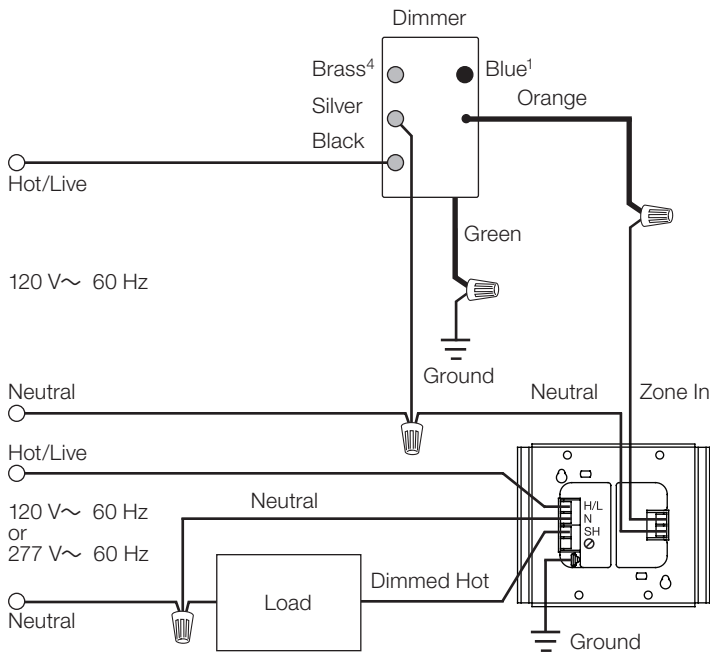 Dimmer
Brass⁴
Blue¹
Silver
Orange
Black
Hot/Live
Green
120 V～ 60 Hz
Ground
Neutral
Neutral
Zone In
Hot/Live
Neutral
H/L
N
SH
120 V～ 60 Hz
or
277 V～ 60 Hz
Load
Dimmed Hot
Neutral
Ground